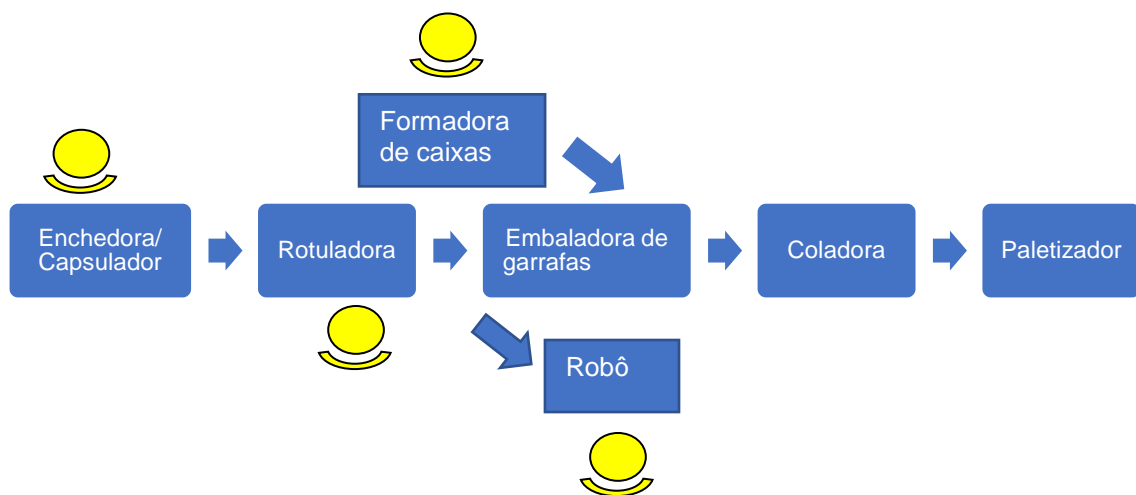 Formadora
de caixas
Enchedora/
Capsulador
Rotuladora
Embaladora de
garrafas
Coladora
Paletizador
Robô